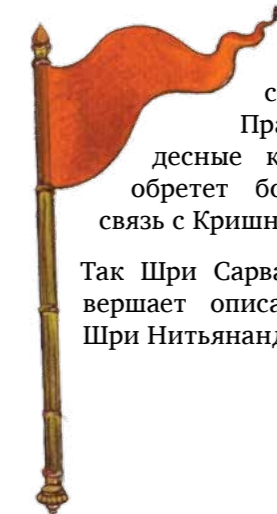 с
Пра
десные к
обретет бо
связь с Кришн
Так Шри Сарва
вершает описа
Шри Нитьянанд